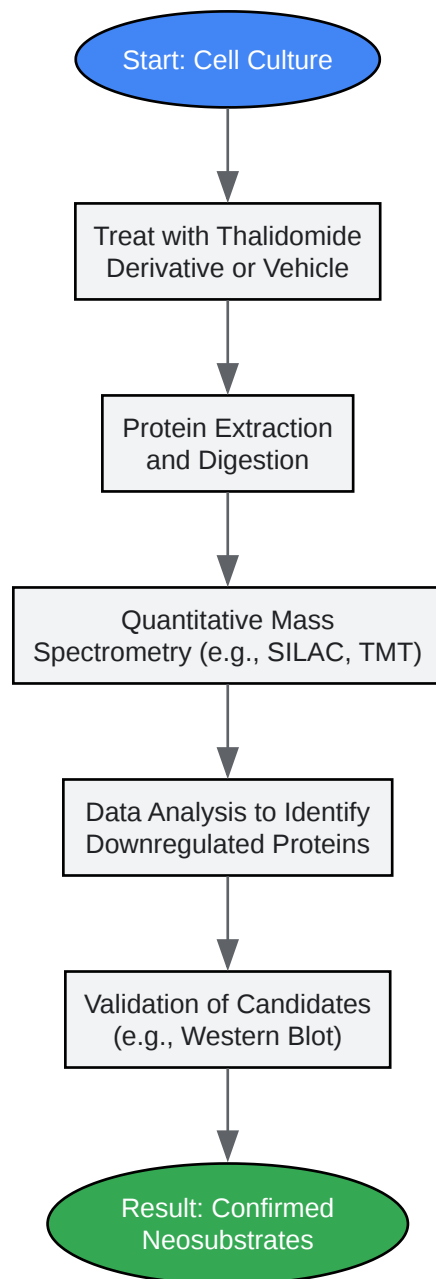 Start: Cell Culture
Treat with Thalidomide
Derivative or Vehicle
Protein Extraction
and Digestion
Quantitative Mass
Spectrometry (e.g., SILAC, TMT)
Data Analysis to Identify
Downregulated Proteins
Validation of Candidates
(e.g., Western Blot)
Result: Confirmed
Neosubstrates